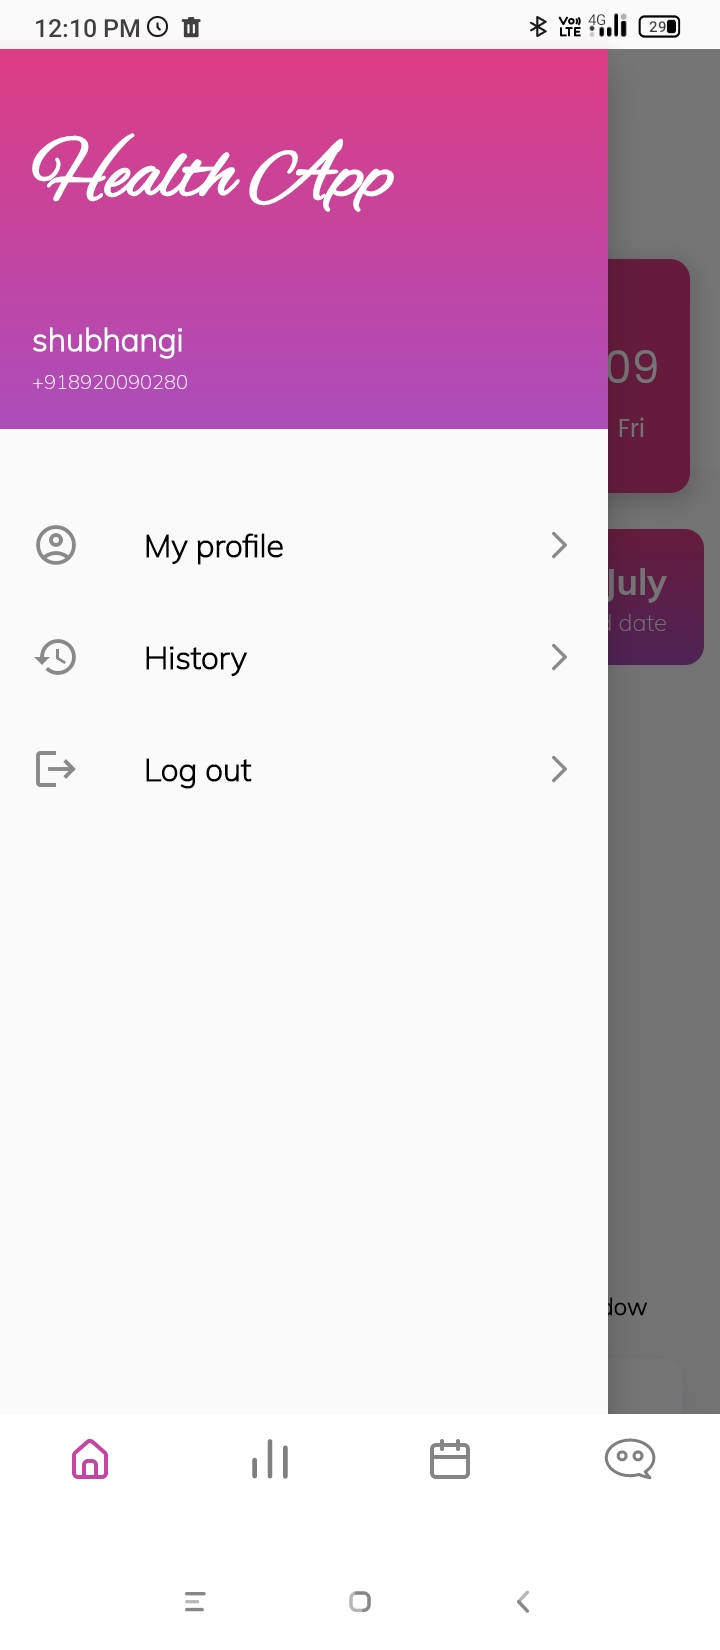 12:10 PM
Vo))
LTE
4G
29
Health App
shubhangi
+918920090280
09
Fri
My profile
July
date
History
Log out